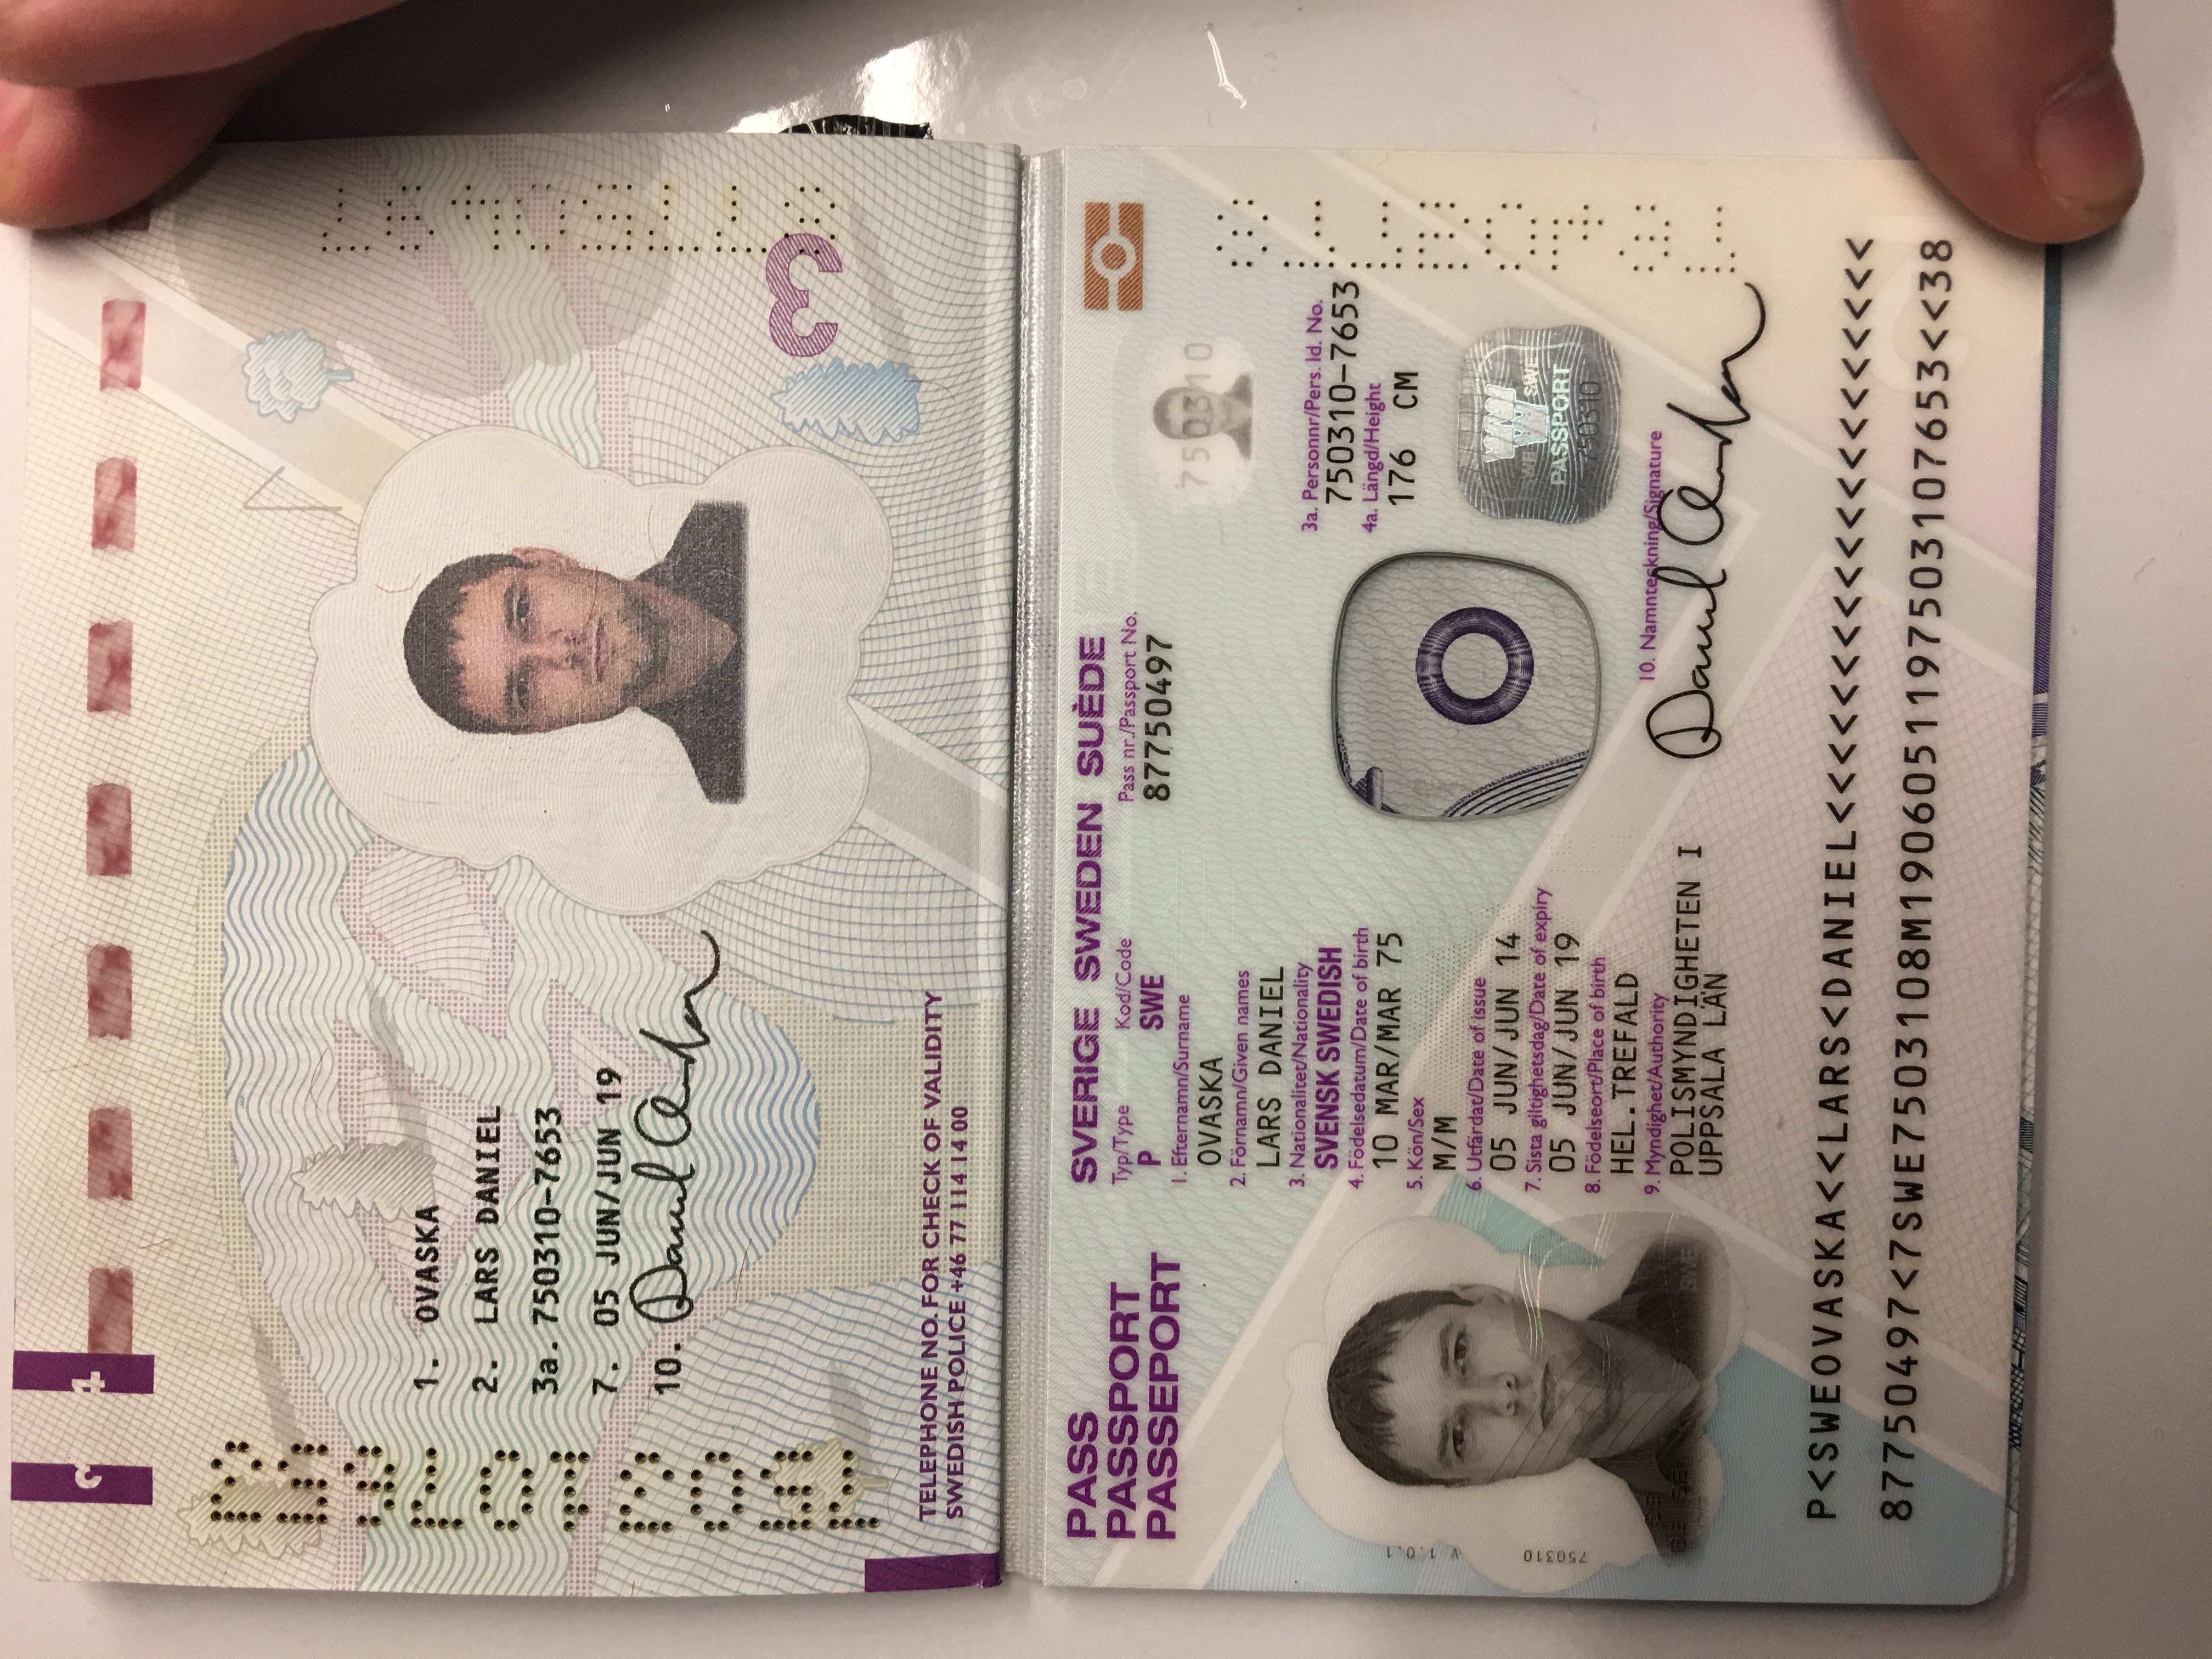 3
4
1. OVASKA
2. LARS DANIEL
3a. 750310-7653
7. 05 JUN/JUN 19
10.
3
TELEPHONE NO. FOR CHECK OF VALIDITY
SWEDISH POLICE +46 77 114 14 00
PASS
PASSPORT
PASSEPORT
SVERIGE SWEDEN SUÈDE
Typ/Type Kod/Code Pass nr./Passport No.
P SWE 87750497
1. Efternamn/Surname
OVASKA
2. Förnamn/Given names
LARS DANIEL
3. Nationalitet/Nationality
SVENSK SWEDISH
4. Födelsedatum/Date of birth
10 MAR/MAR 75
5. Kön/Sex
M/M
6. Utfärdat/Date of issue
05 JUN/JUN 14
7. Sista giltighetsdag/Date of expiry
05 JUN/JUN 19
8. Födelseort/Place of birth
HEL.TREFALD
9. Myndighet/Authority
POLISMYNDIGHETEN I
UPPSALA LÄN
750310
3a. Personnr/Pers. Id. No.
750310-7653
4a. Längd/Height
176 CM
SWE SWE
PASSPORT
750310
10. Namnteckning/Signature
V 1.0.1
750310
SWE
P<SWEOVASKA<<LARS<DANIEL<<<<<<<<<<<<<<<<<<<<
87750497<7SWE7503108M1906051197503107653<<38